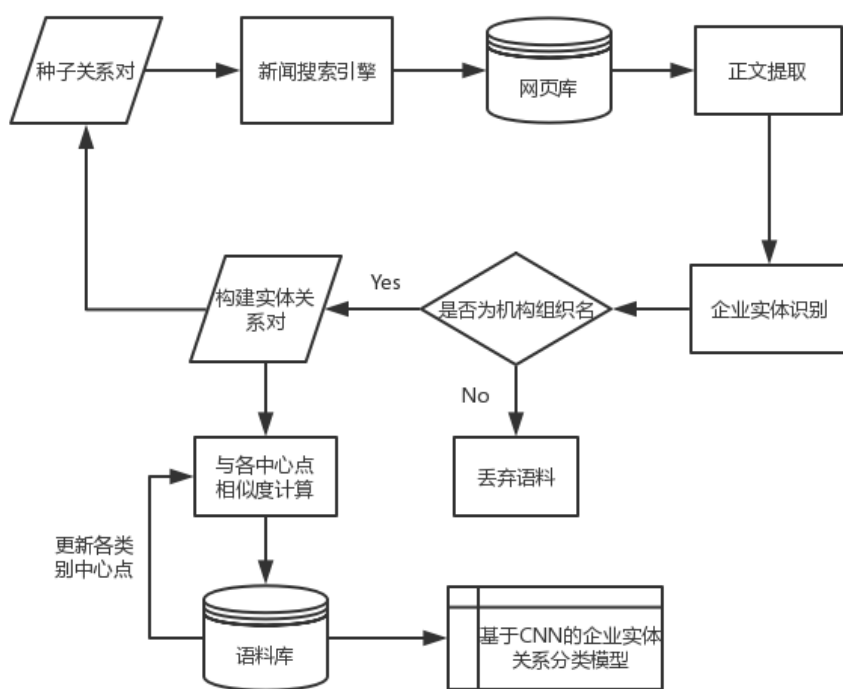 种子关系对
新闻搜索引擎
网页库
正文提取
企业实体识别
是否为机构组织名
Yes
构建实体关
系对
No
丢弃语料
与各中心点
相似度计算
更新各类
别中心点
语料库
基于CNN的企业实体
关系分类模型